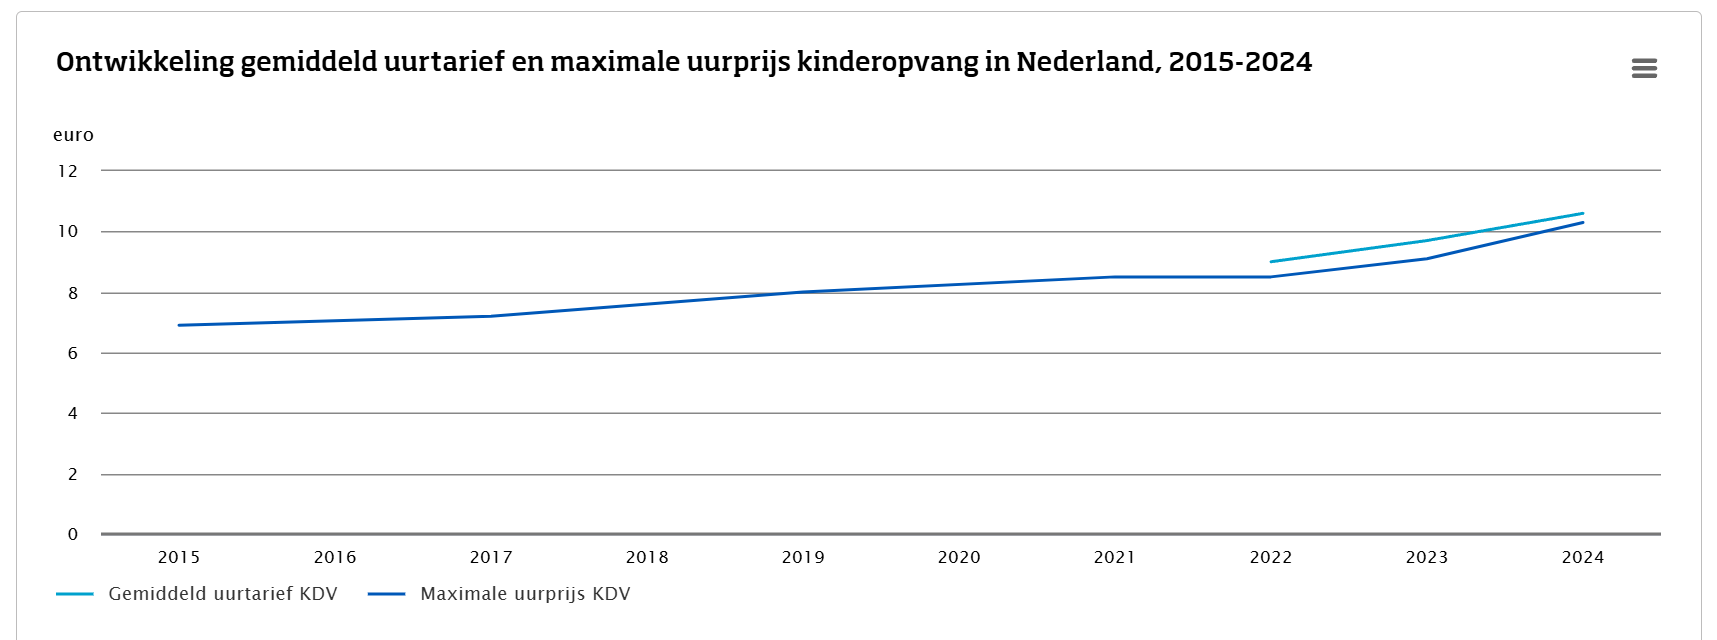 Ontwikkeling gemiddeld uurtarief en maximale uurprijs kinderopvang in Nederland, 2015-2024
euro
12
10
8
6
4
2
0
2015 2016 2017 2018 2019 2020 2021 2022 2023 2024
Gemiddeld uurtarief KDV Maximale uurprijs KDV